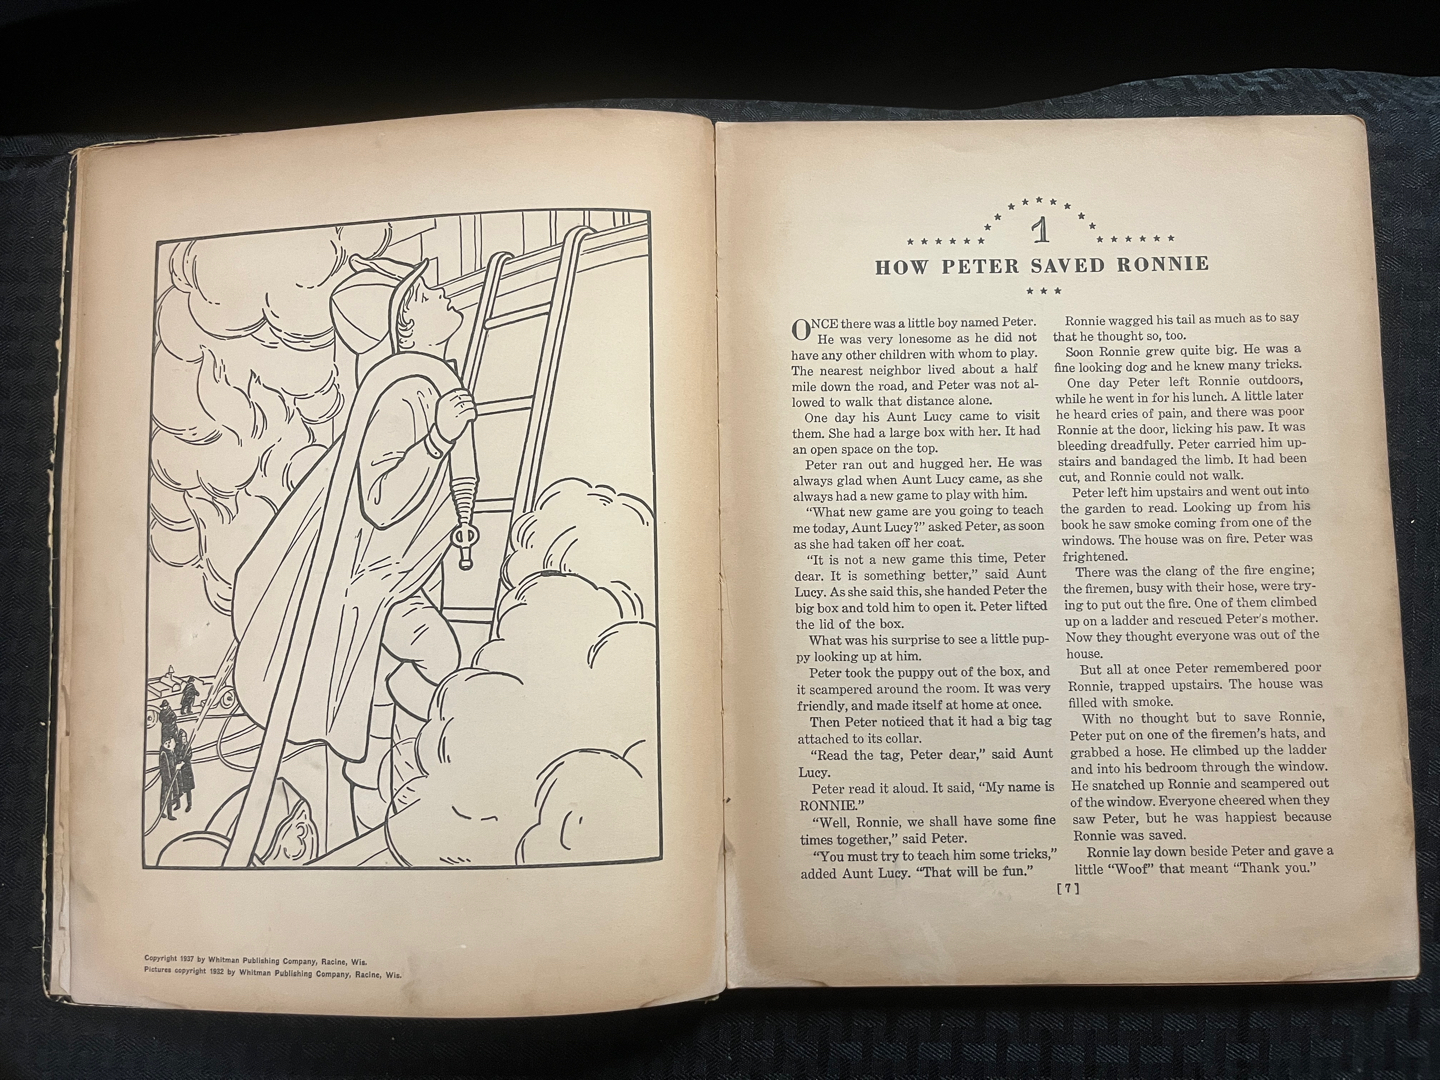 Copyright 1937 by Whitman Publishing Company, Racine, Wis.
Pictures copyright 1932 by Whitman Publishing Company, Racine, Wis.
1
HOW PETER SAVED RONNIE
ONCE there was a little boy named Peter.
He was very lonesome as he did not
have any other children with whom to play.
The nearest neighbor lived about a half
mile down the road, and Peter was not al-
lowed to walk that distance alone.
One day his Aunt Lucy came to visit
them. She had a large box with her. It had
an open space on the top.
Peter ran out and hugged her. He was
always glad when Aunt Lucy came, as she
always had a new game to play with him.
"What new game are you going to teach
me today, Aunt Lucy?" asked Peter, as soon
as she had taken off her coat.
"It is not a new game this time, Peter
dear. It is something better," said Aunt
Lucy. As she said this, she handed Peter the
big box and told him to open it. Peter lifted
the lid of the box.
What was his surprise to see a little pup-
py looking up at him.
Peter took the puppy out of the box, and
it scampered around the room. It was very
friendly, and made itself at home at once.
Then Peter noticed that it had a big tag
attached to its collar.
"Read the tag, Peter dear," said Aunt
Lucy.
Peter read it aloud. It said, "My name is
RONNIE."
"Well, Ronnie, we shall have some fine
times together," said Peter.
"You must try to teach him some tricks,"
added Aunt Lucy. "That will be fun."
Ronnie wagged his tail as much as to say
that he thought so, too.
Soon Ronnie grew quite big. He was a
fine looking dog and he knew many tricks.
One day Peter left Ronnie outdoors,
while he went in for his lunch. A little later
he heard cries of pain, and there was poor
Ronnie at the door, licking his paw. It was
bleeding dreadfully. Peter carried him up-
stairs and bandaged the limb. It had been
cut, and Ronnie could not walk.
Peter left him upstairs and went out into
the garden to read. Looking up from his
book he saw smoke coming from one of the
windows. The house was on fire. Peter was
frightened.
There was the clang of the fire engine;
the firemen, busy with their hose, were try-
ing to put out the fire. One of them climbed
up on a ladder and rescued Peter's mother.
Now they thought everyone was out of the
house.
But all at once Peter remembered poor
Ronnie, trapped upstairs. The house was
filled with smoke.
With no thought but to save Ronnie,
Peter put on one of the firemen's hats, and
grabbed a hose. He climbed up the ladder
and into his bedroom through the window.
He snatched up Ronnie and scampered out
of the window. Everyone cheered when they
saw Peter, but he was happiest because
Ronnie was saved.
Ronnie lay down beside Peter and gave a
little "Woof" that meant "Thank you."
[7]